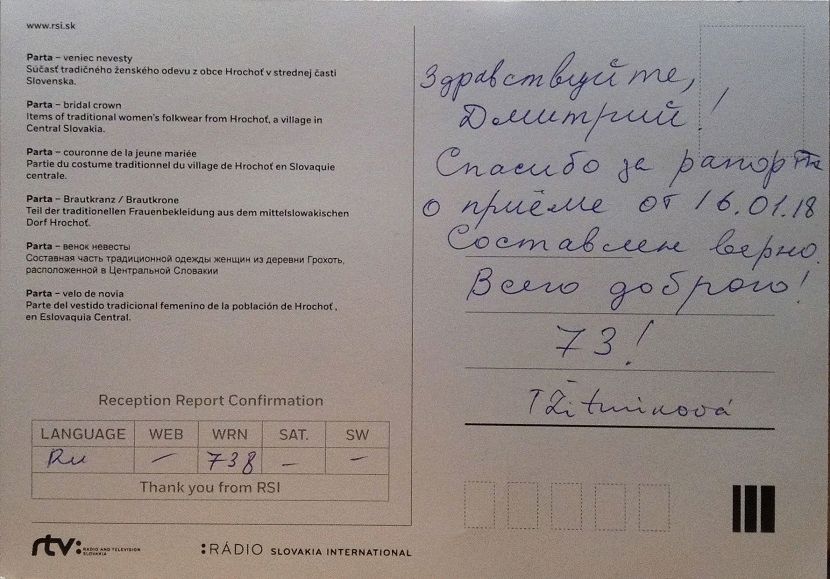 www.rsi.sk
Parta – veniec nevesty
Súčasť tradičného ženského odevu z obce Hrochoť v strednej časti
Slovenska.
Parta – bridal crown
Items of traditional women's folkwear from Hrochoť, a village in
Central Slovakia.
Parta – couronne de la jeune mariée
Partie du costume traditionnel du village de Hrochoť en Slovaquie
centrale.
Parta – Brautkranz / Brautkrone
Teil der traditionellen Frauenbekleidung aus dem mittelslowakischen
Dorf Hrochoť.
Parta – венок невесты
Составная часть традиционной одежды женщин из деревни Грохоть,
расположенной в Центральной Словакии
Parta – velo de novia
Parte del vestido tradicional femenino de la población de Hrochoť,
en Eslovaquia Central.
Reception Report Confirmation
LANGUAGE WEB WRN SAT. SW
Ru – 738 – –
Thank you from RSI
rtv: RADIO AND TELEVISION
SLOVAKIA
:RÁDIO SLOVAKIA INTERNATIONAL
Здравствуйте,
Дмитрий!
Спасибо за рапорт
о приёме от 16.01.18
Составлен верно.
Всего доброго!
73!
TŽitniková